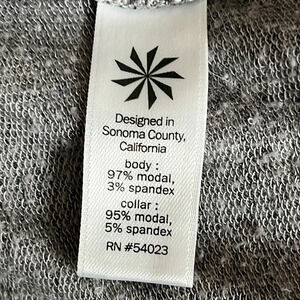 Designed in
Sonoma County,
California
body :
97% modal,
3% spandex
collar :
95% modal,
5% spandex
RN #54023